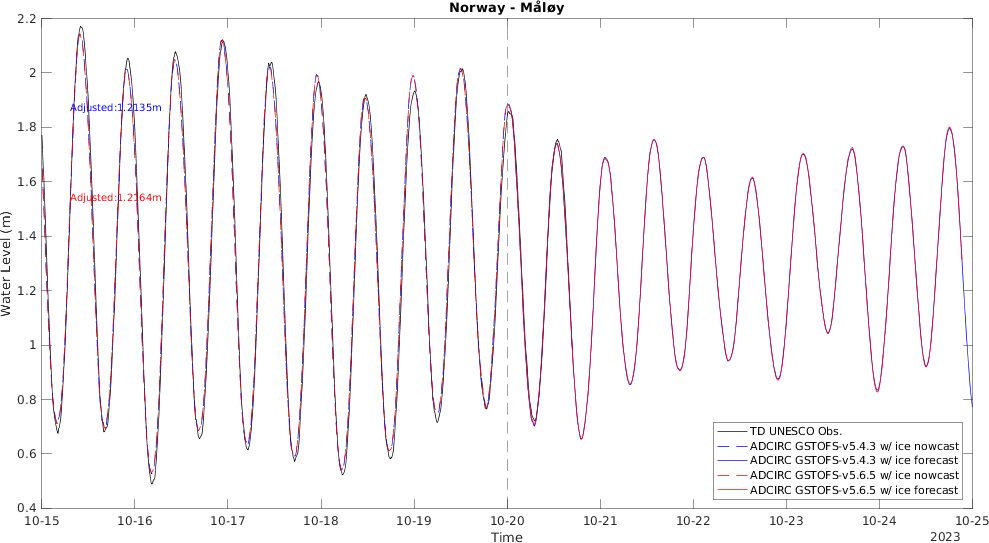 Norway - Måløy
2.2
2
1.8
1.6
1.4
1.2
1
0.8
0.6
0.4
Water Level (m)
Adjusted:1.2135m
Adjusted:1.2164m
TD UNESCO Obs.
ADCIRC GSTOFS-v5.4.3 w/ ice nowcast
ADCIRC GSTOFS-v5.4.3 w/ ice forecast
ADCIRC GSTOFS-v5.6.5 w/ ice nowcast
ADCIRC GSTOFS-v5.6.5 w/ ice forecast
10-15 10-16 10-17 10-18 10-19 10-20 10-21 10-22 10-23 10-24 10-25
Time
2023